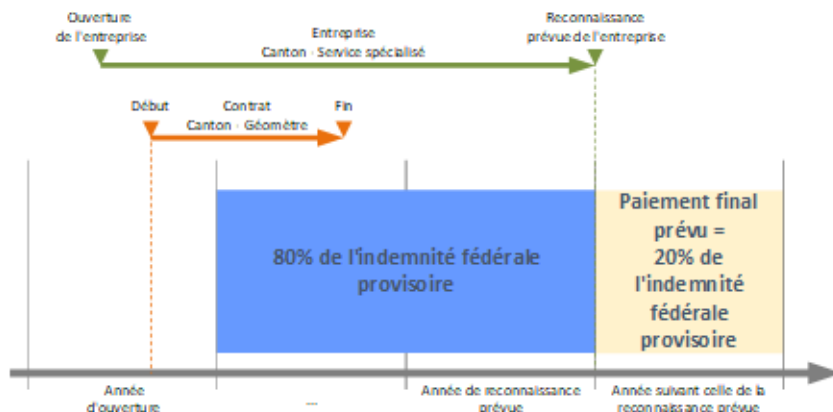 Ouverture
de l'entreprise
Entreprise
Canton - Service spécialisé
Reconnaissance
prévue de l'entreprise
Début
Contrat
Canton - Géomètre
Fin
80% de l'indemnité fédérale
provisoire
Paiement final
prévu =
20% de
l'indemnité
fédérale
provisoire
Année
d'ouverture
...
Année de reconnaissance
prévue
Année suivant celle de la
reconnaissance prévue